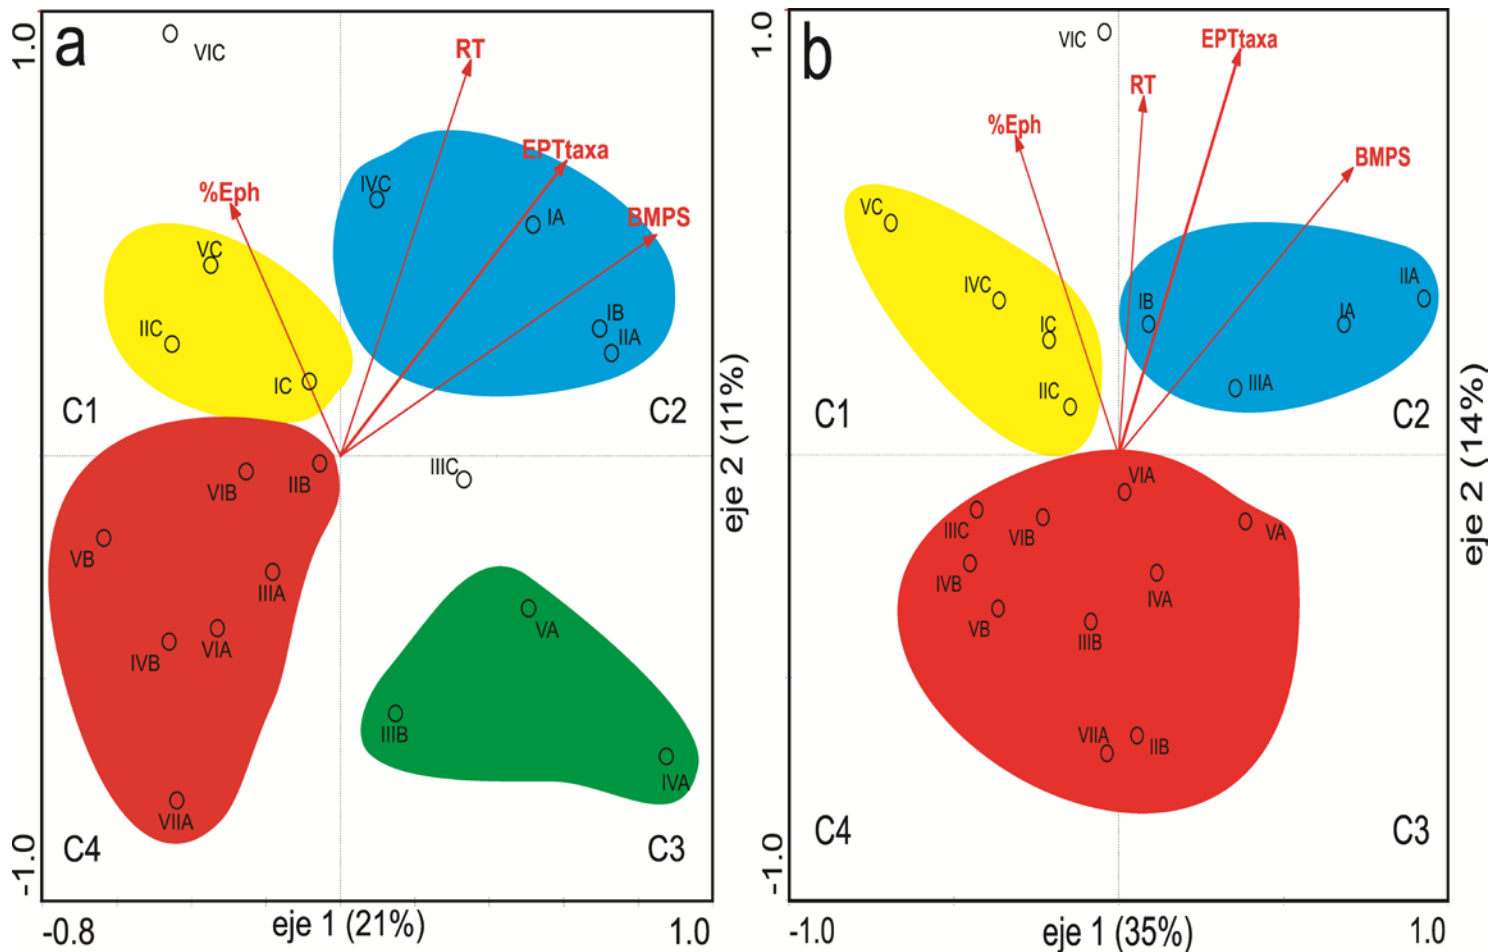 a
1.0
VIC
RT
EPTtaxa
%Eph
IVC
IA
BMPS
VC
IIC
IC
IB
IIA
C1
C2
IIIC
VIB
IIB
VB
IIIA
IVB
VIA
VA
IIIB
IVA
VIIA
C4
C3
-1.0
-0.8
eje 1 (21%)
1.0
eje 2 (11%)
b
1.0
VIC
EPTtaxa
RT
%Eph
BMPS
VC
IVC
IC
IIC
IB
IA
IIA
IIIA
C1
C2
VIA
IIIC
VIB
VA
IVB
IVA
VB
IIIB
VIIA
IIB
C4
C3
-1.0
-1.0
eje 1 (35%)
1.0
eje 2 (14%)